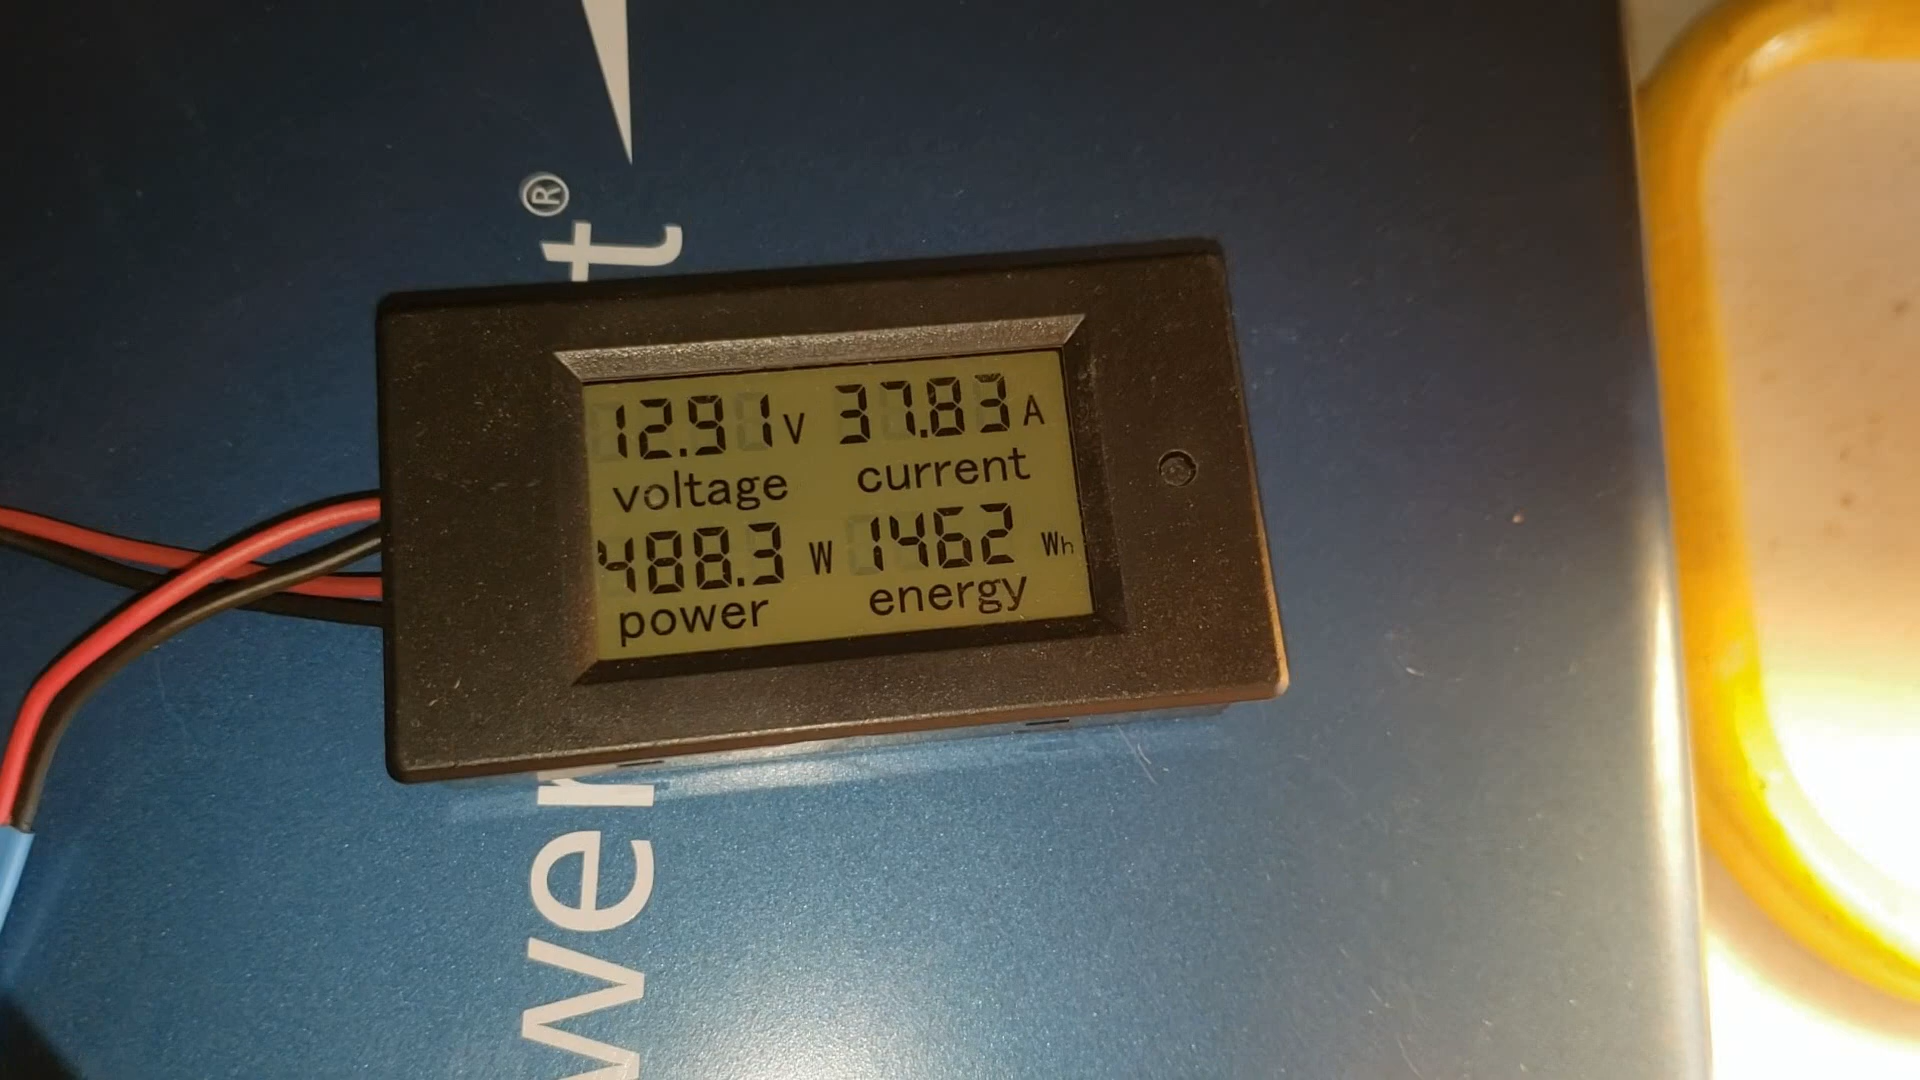 12.91 V 37.83 A
voltage current
488.3 W 1462 Wh
power energy
wer t®